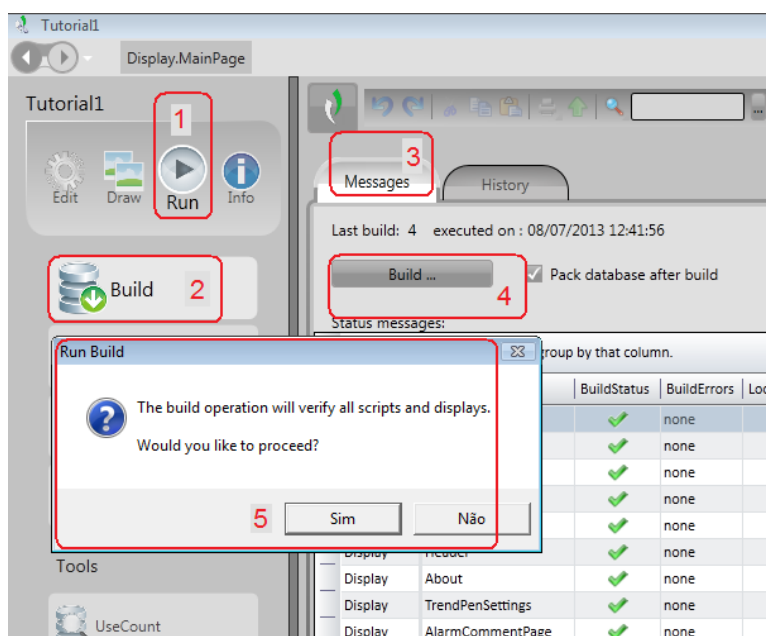 Tutorial1
Display.MainPage
Tutorial1
1
Edit Draw Run Info
2
Build
3
Messages History
Last build: 4 executed on : 08/07/2013 12:41:56
Build ... 4
Pack database after build
Status messages:
group by that column.
BuildStatus BuildErrors Loc
none
none
none
none
none
Display Header none
Display About none
Display TrendPenSettings none
Display AlarmCommentPage none
Run Build
The build operation will verify all scripts and displays.
Would you like to proceed?
5
Sim Não
Tools
UseCount